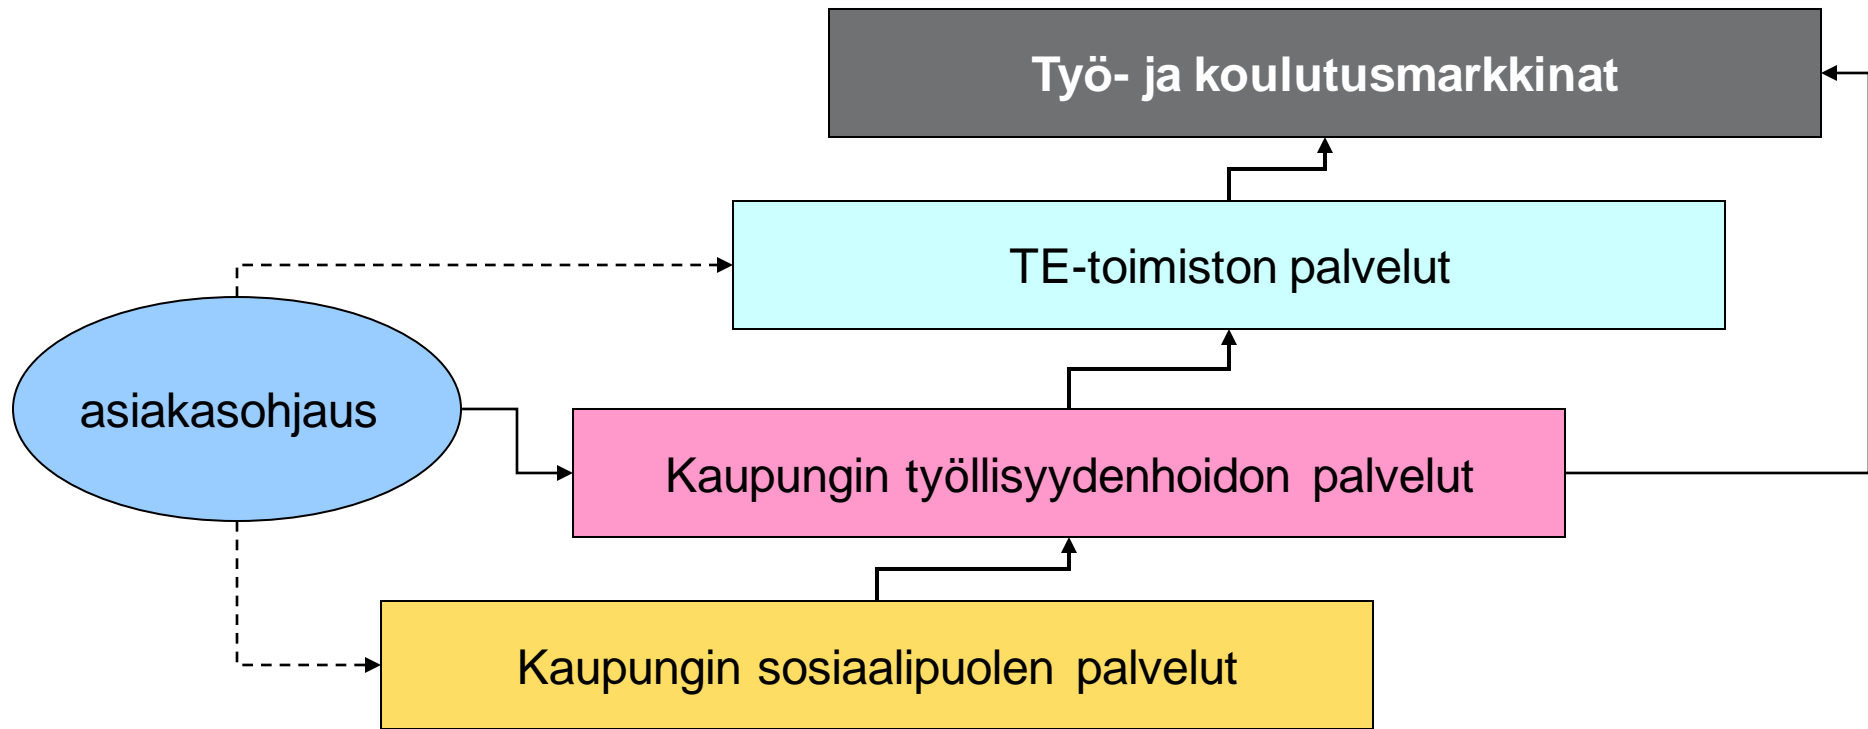 Työ- ja koulutusmarkkinat
TE-toimiston palvelut
asiakasohjaus
Kaupungin työllisyydenhoidon palvelut
Kaupungin sosiaalipuolen palvelut